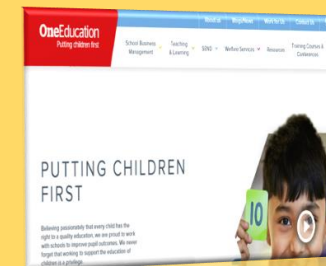 About us Blogs/News Work for Us Contact Us
OneEducation
Putting children first
School Business
Management
Teaching
& Learning
SEND
Welfare Services
Resources
Training Courses &
Conferences
PUTTING CHILDREN
FIRST
10
Believing passionately that every child has the
right to a quality education, we are proud to work
with schools to improve pupil outcomes. We never
forget that working to support the education of
children is a privilege.